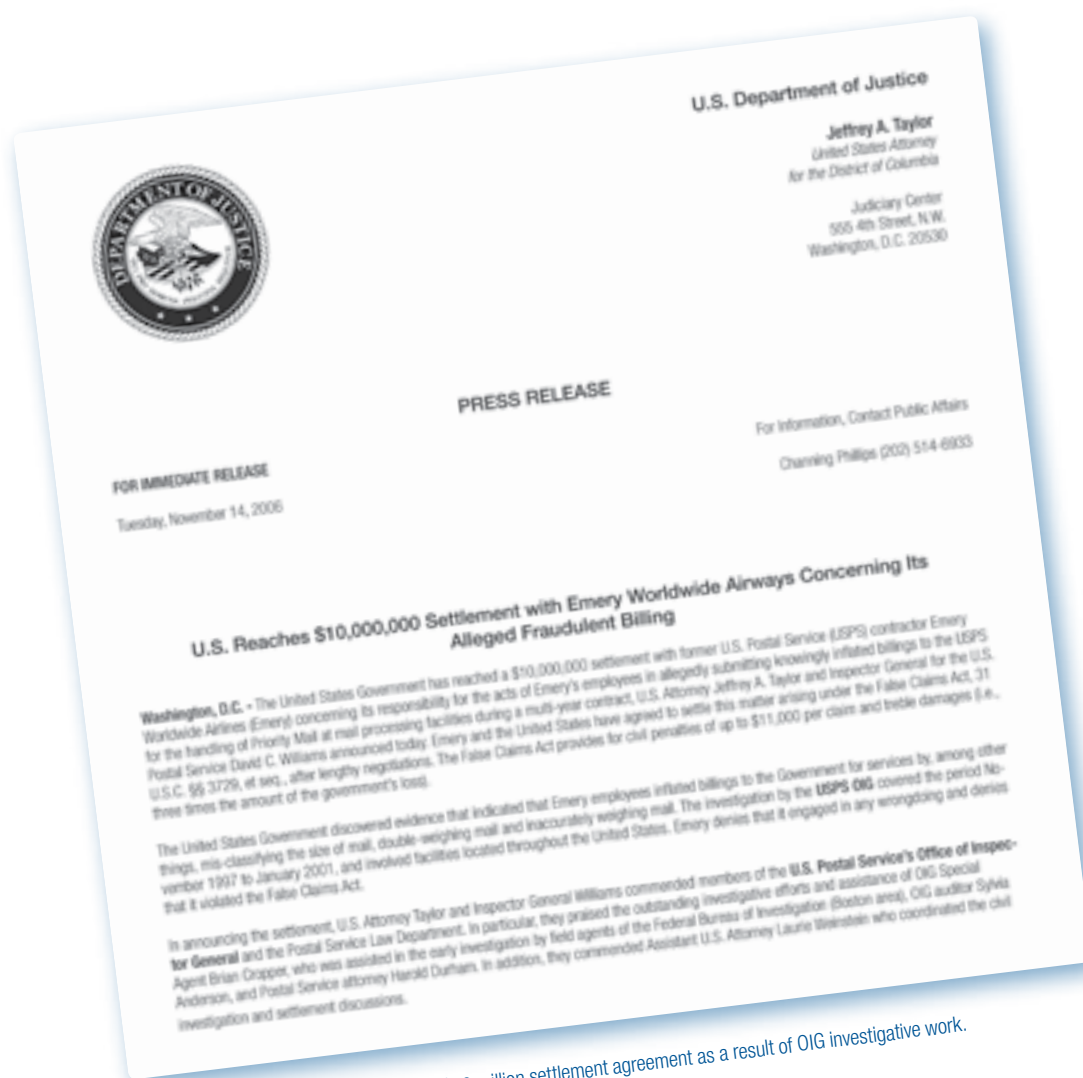 U.S. Department of Justice
Jeffrey A. Taylor
United States Attorney
for the District of Columbia
Judiciary Center
555 4th Street, N.W.
Washington, D.C. 20530
DEPARTMENT OF JUSTICE
PRESS RELEASE
For Information, Contact Public Affairs
Channing Phillips (202) 514-6933
FOR IMMEDIATE RELEASE
Tuesday, November 14, 2006
U.S. Reaches $10,000,000 Settlement with Emery Worldwide Airways Concerning Its
Alleged Fraudulent Billing
Washington, D.C. - The United States Government has reached a $10,000,000 settlement with former U.S. Postal Service (USPS) contractor Emery
Worldwide Airlines (Emery) concerning its responsibility for the acts of Emery's employees in allegedly submitting knowingly inflated billings to the USPS
for the handling of Priority Mail at mail processing facilities during a multi-year contract, U.S. Attorney Jeffrey A. Taylor and Inspector General for the U.S.
Postal Service David C. Williams announced today. Emery and the United States have agreed to settle this matter arising under the False Claims Act, 31
U.S.C. §§ 3729, et seq., after lengthy negotiations. The False Claims Act provides for civil penalties of up to $11,000 per claim and treble damages (i.e.,
three times the amount of the government's loss).
The United States Government discovered evidence that indicated that Emery employees inflated billings to the Government for services by, among other
things, mis-classifying the size of mail, double-weighing mail and inaccurately weighing mail. The investigation by the USPS OIG covered the period No-
vember 1997 to January 2001, and involved facilities located throughout the United States. Emery denies that it engaged in any wrongdoing and denies
that it violated the False Claims Act.
In announcing the settlement, U.S. Attorney Taylor and Inspector General Williams commended members of the U.S. Postal Service's Office of Inspec-
tor General and the Postal Service Law Department. In particular, they praised the outstanding investigative efforts and assistance of OIG Special
Agent Brian Cropper, who was assisted in the early investigation by field agents of the Federal Bureau of Investigation (Boston area), OIG auditor Sylvia
Anderson, and Postal Service attorney Harold Durham. In addition, they commended Assistant U.S. Attorney Laurie Weinstein who coordinated the civil
investigation and settlement discussions.
settlement agreement as a result of OIG investigative work.